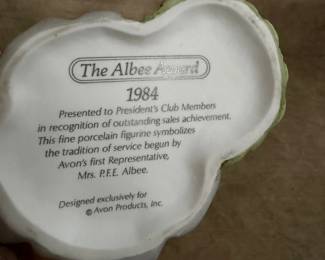 The Albee Award
1984
Presented to President's Club Members
in recognition of outstanding sales achievement.
This fine porcelain figurine symbolizes
the tradition of service begun by
Avon's first Representative,
Mrs. P.F.E. Albee.
Designed exclusively for
© Avon Products, Inc.